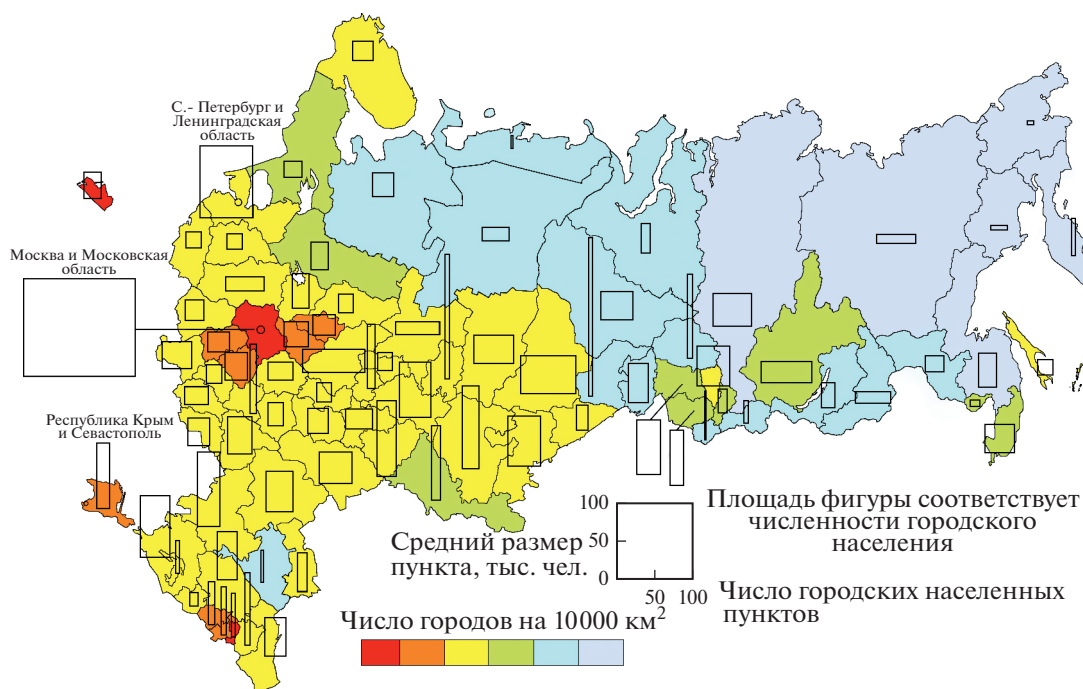 С.- Петербург и
Ленинградская
область
Москва и Московская
область
Республика Крым
и Севастополь
Средний размер
пункта, тыс. чел.
100
50
0
50 100
Площадь фигуры соответствует
численности городского
населения
Число городских населенных
пунктов
Число городов на 10000 км²